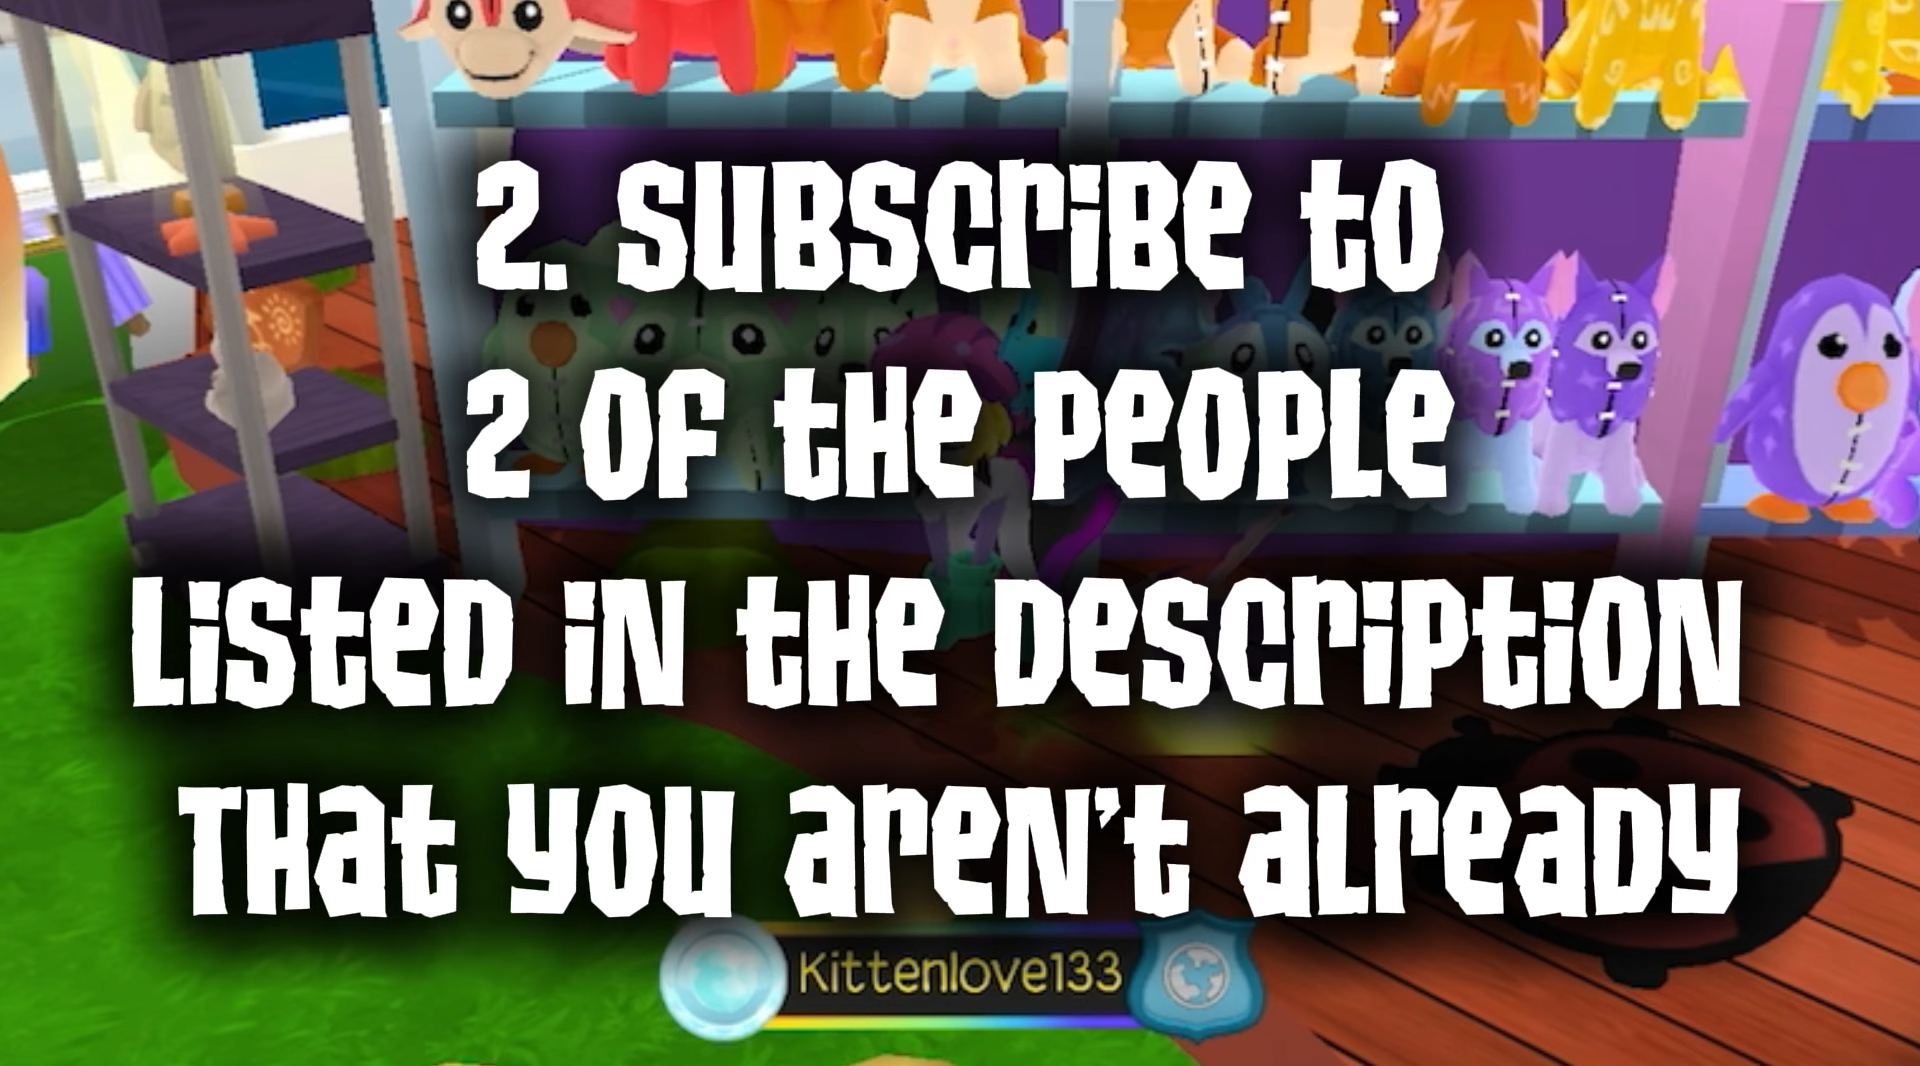 2. Subscribe to
2 of the people
listed in the description
that you aren't already
Kittenlove133